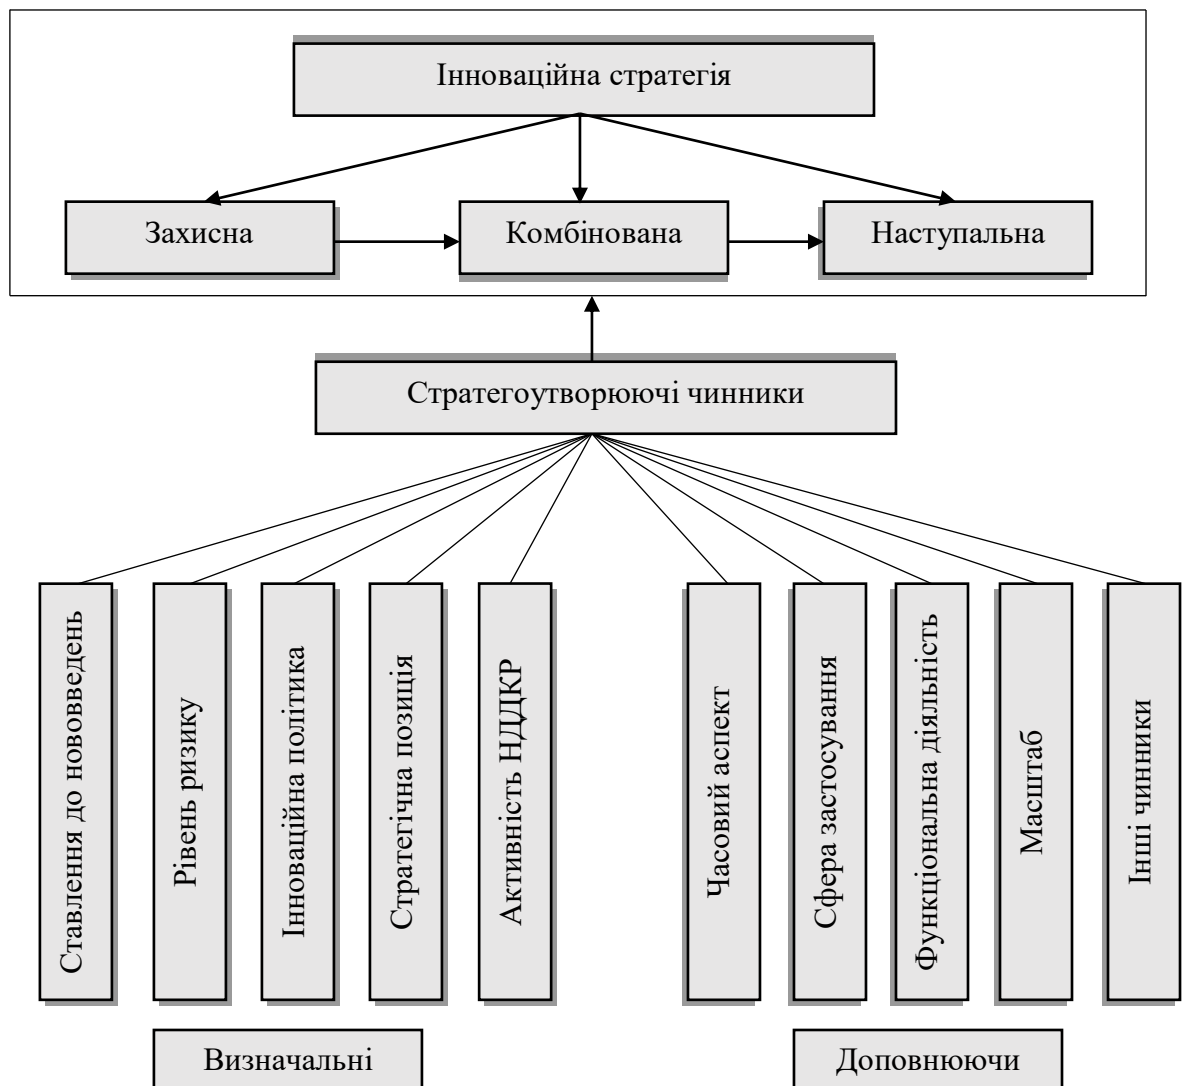 Інноваційна стратегія
Захисна
Комбінована
Наступальна
Стратегоутворюючі чинники
Ставлення до нововведень
Рівень ризику
Інноваційна політика
Стратегічна позиція
Активність НДДКР
Часовий аспект
Сфера застосування
Функціональна діяльність
Масштаб
Інші чинники
Визначальні
Доповнюючи